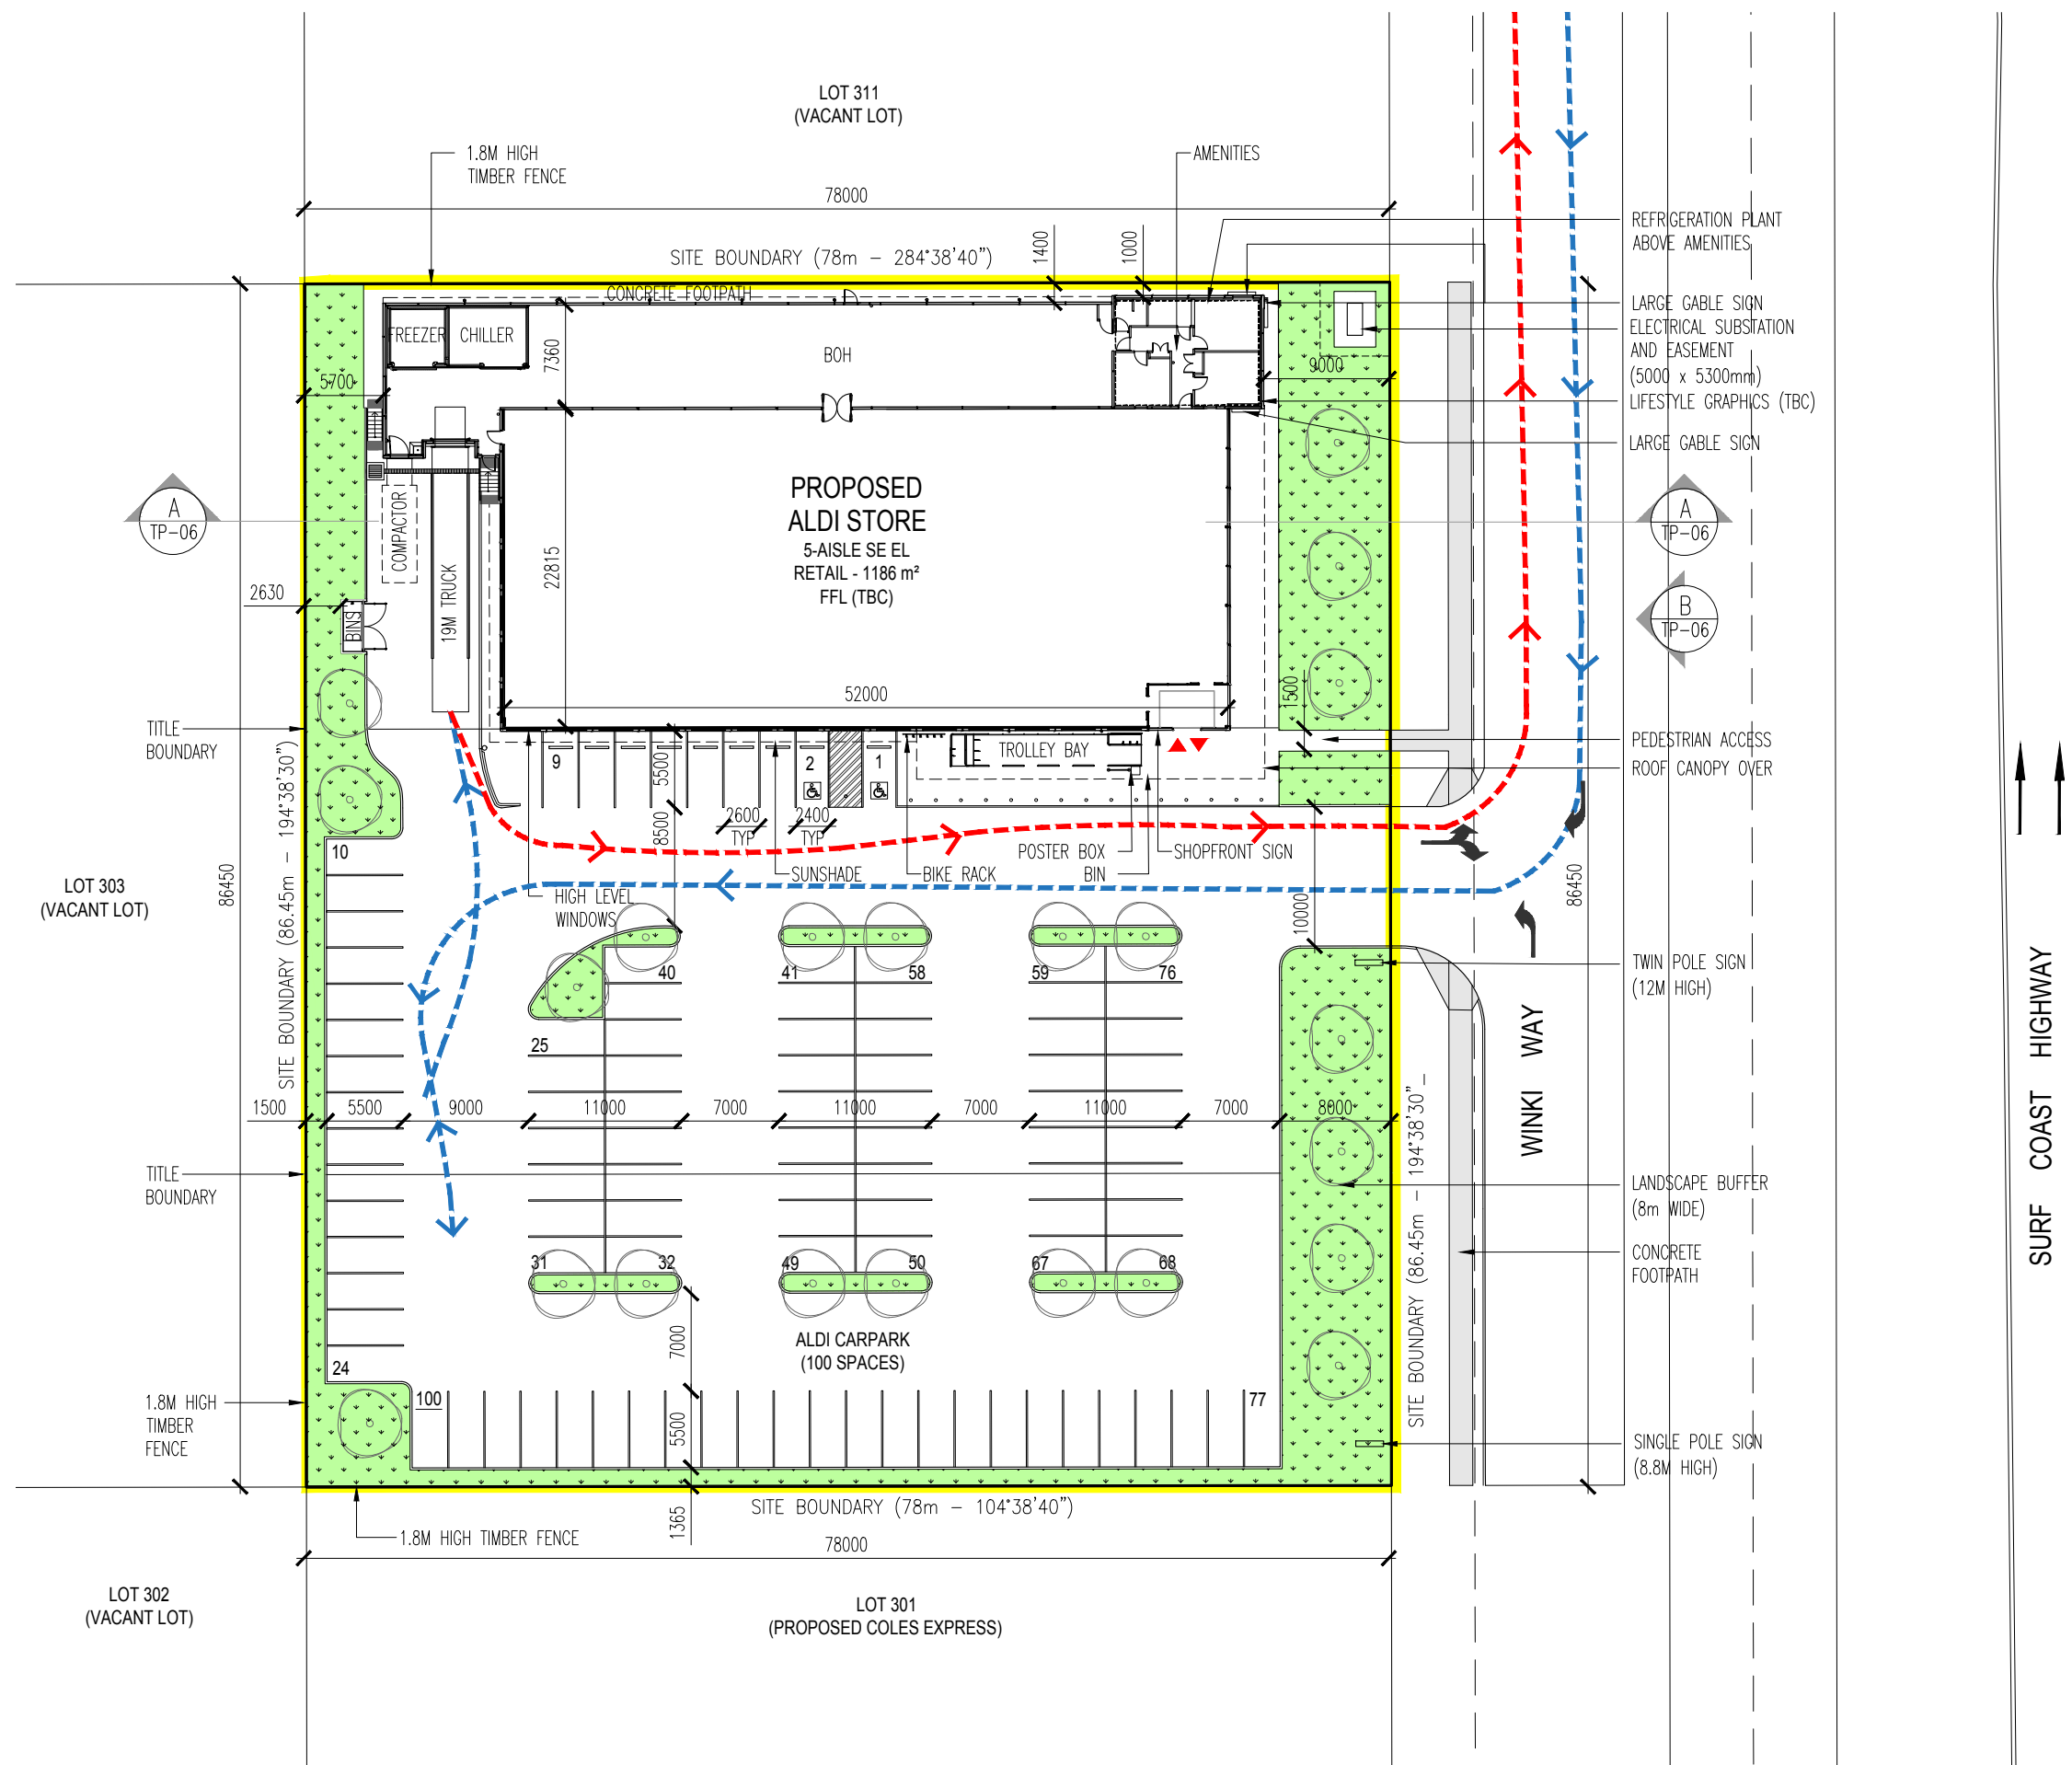 LOT 311
(VACANT LOT)
1.8M HIGH
TIMBER FENCE
AMENITIES
78000
REFRIGERATION PLANT
ABOVE AMENITIES
1400
1000
SITE BOUNDARY (78m – 284°38'40")
CONCRETE FOOTPATH
LARGE GABLE SIGN
ELECTRICAL SUBSTATION
AND EASEMENT
(5000 x 5300mm)
LIFESTYLE GRAPHICS (TBC)
LARGE GABLE SIGN
FREEZER
CHILLER
7360
BOH
9000
5700
A
TP-06
COMPACTOR
19M TRUCK
22815
PROPOSED
ALDI STORE
5-AISLE SE EL
RETAIL - 1186 m²
FFL (TBC)
A
TP-06
B
TP-06
2630
BINS
52000
1500
TITLE
BOUNDARY
9
5500
2
1
TROLLEY BAY
PEDESTRIAN ACCESS
ROOF CANOPY OVER
8500
2600
TYP
2400
TYP
10
SUNSHADE
BIKE RACK
POSTER BOX
BIN
SHOPFRONT SIGN
HIGH LEVEL
WINDOWS
LOT 303
(VACANT LOT)
86450
SITE BOUNDARY (86.45m – 194°38'30")
10000
86450
40
41
58
59
76
TWIN POLE SIGN
(12M HIGH)
25
WINKI WAY
SURF COAST HIGHWAY
1500
5500
9000
11000
7000
11000
7000
11000
7000
8000
SITE BOUNDARY (86.45m – 194°38'30"
TITLE
BOUNDARY
LANDSCAPE BUFFER
(8m WIDE)
CONCRETE
FOOTPATH
31
32
49
50
67
68
7000
ALDI CARPARK
(100 SPACES)
24
100
77
1.8M HIGH
TIMBER
FENCE
5500
SINGLE POLE SIGN
(8.8M HIGH)
1365
SITE BOUNDARY (78m – 104°38'40")
1.8M HIGH TIMBER FENCE
78000
LOT 302
(VACANT LOT)
LOT 301
(PROPOSED COLES EXPRESS)